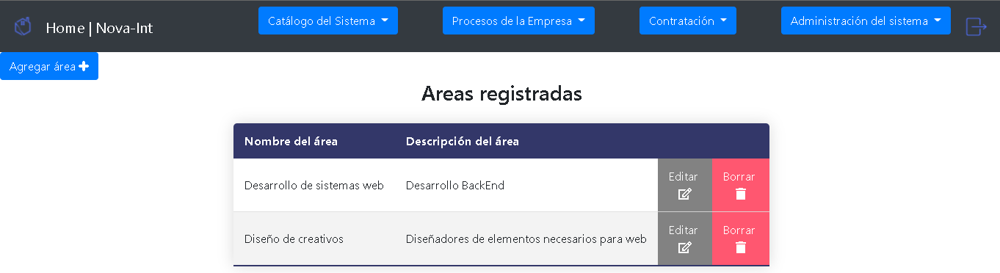 Home | Nova-Int
Catálogo del Sistema
Procesos de la Empresa
Contratación
Administración del sistema
Agregar área
Areas registradas
Nombre del área Descripción del área
Desarrollo de sistemas web Desarrollo BackEnd Editar Borrar
Diseño de creativos Diseñadores de elementos necesarios para web Editar Borrar